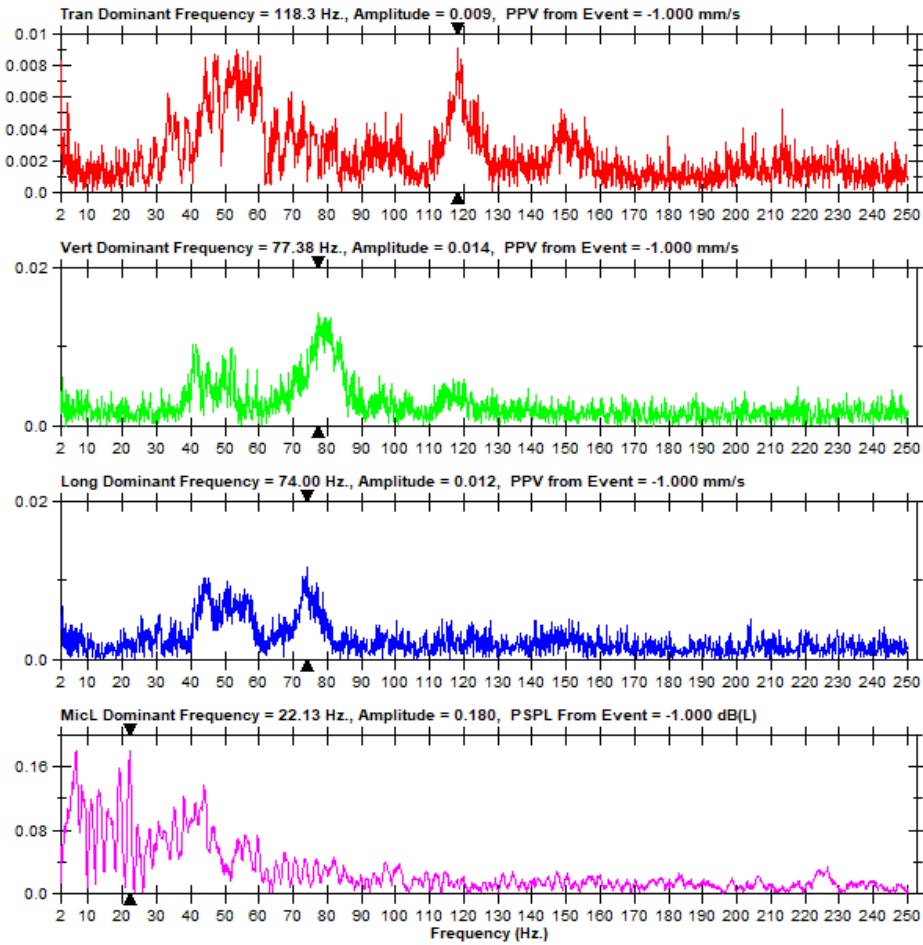 Tran Dominant Frequency = 118.3 Hz., Amplitude = 0.009, PPV from Event = -1.000 mm/s
0.01
0.008
0.006
0.004
0.002
0.0
2 10 20 30 40 50 60 70 80 90 100 110 120 130 140 150 160 170 180 190 200 210 220 230 240 250
Vert Dominant Frequency = 77.38 Hz., Amplitude = 0.014, PPV from Event = -1.000 mm/s
0.02
0.0
2 10 20 30 40 50 60 70 80 90 100 110 120 130 140 150 160 170 180 190 200 210 220 230 240 250
Long Dominant Frequency = 74.00 Hz., Amplitude = 0.012, PPV from Event = -1.000 mm/s
0.02
0.0
2 10 20 30 40 50 60 70 80 90 100 110 120 130 140 150 160 170 180 190 200 210 220 230 240 250
MicL Dominant Frequency = 22.13 Hz., Amplitude = 0.180, PSPL From Event = -1.000 dB(L)
0.16
0.08
0.0
2 10 20 30 40 50 60 70 80 90 100 110 120 130 140 150 160 170 180 190 200 210 220 230 240 250
Frequency (Hz.)